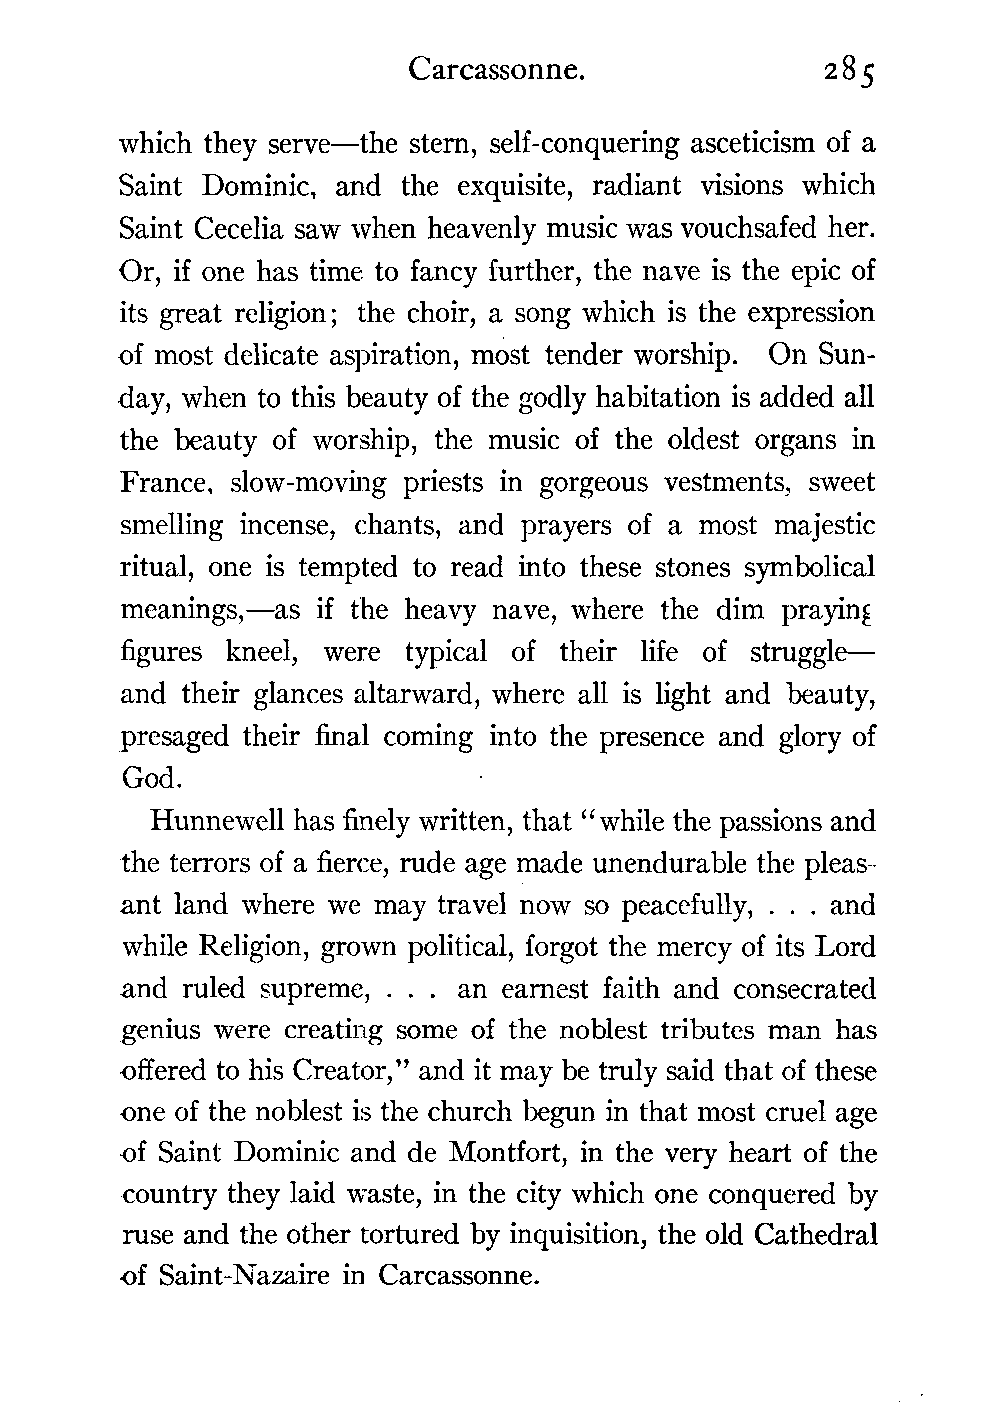 Carcassonne. 285
which they serve—the stern, self-conquering asceticism of a
Saint Dominic, and the exquisite, radiant visions which
Saint Cecelia saw when heavenly music was vouchsafed her.
Or, if one has time to fancy further, the nave is the epic of
its great religion; the choir, a song which is the expression
of most delicate aspiration, most tender worship. On Sun-
day, when to this beauty of the godly habitation is added all
the beauty of worship, the music of the oldest organs in
France, slow-moving priests in gorgeous vestments, sweet
smelling incense, chants, and prayers of a most majestic
ritual, one is tempted to read into these stones symbolical
meanings,—as if the heavy nave, where the dim praying
figures kneel, were typical of their life of struggle—
and their glances altarward, where all is light and beauty,
presaged their final coming into the presence and glory of
God.
Hunnewell has finely written, that "while the passions and
the terrors of a fierce, rude age made unendurable the pleas-
ant land where we may travel now so peacefully, . . . and
while Religion, grown political, forgot the mercy of its Lord
and ruled supreme, . . . an earnest faith and consecrated
genius were creating some of the noblest tributes man has
offered to his Creator," and it may be truly said that of these
one of the noblest is the church begun in that most cruel age
of Saint Dominic and de Montfort, in the very heart of the
country they laid waste, in the city which one conquered by
ruse and the other tortured by inquisition, the old Cathedral
of Saint-Nazaire in Carcassonne.